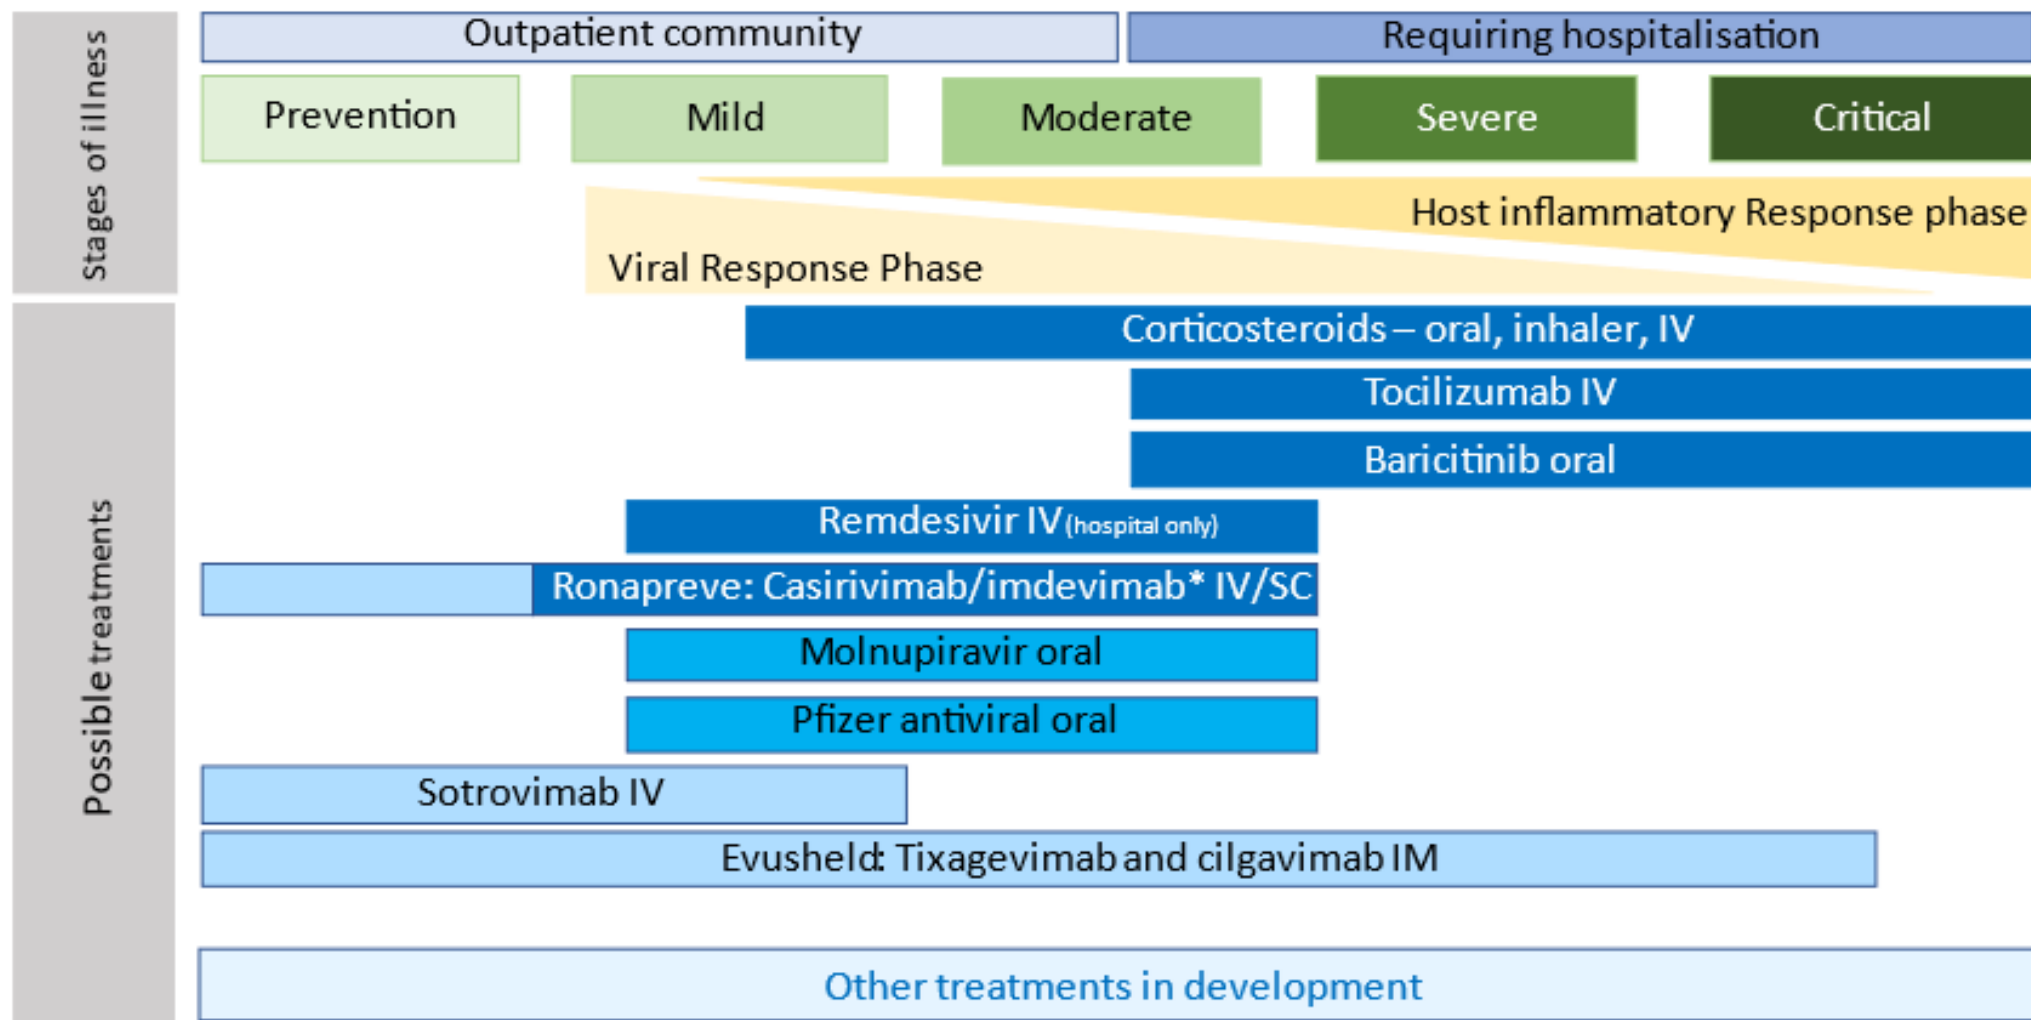 Stages of illness
Outpatient community
Requiring hospitalisation
Prevention
Mild
Moderate
Severe
Critical
Host inflammatory Response phase
Viral Response Phase
Possible treatments
Corticosteroids – oral, inhaler, IV
Tocilizumab IV
Baricitinib oral
Remdesivir IV (hospital only)
Ronapreve: Casirivimab/imdevimab* IV/SC
Molnupiravir oral
Pfizer antiviral oral
Sotrovimab IV
Evusheld: Tixagevimab and cilgavimab IM
Other treatments in development